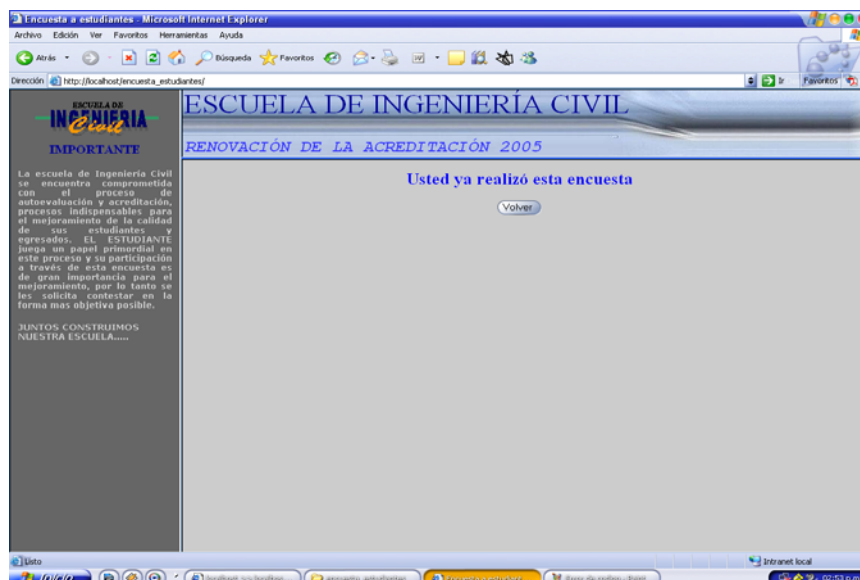 Encuesta a estudiantes - Microsoft Internet Explorer
Archivo Edición Ver Favoritos Herramientas Ayuda
Atrás Búsqueda Favoritos
Dirección http://localhost/encuesta_estudiantes/ Ir Favoritos
ESCUELA DE
INGENIERIA
Civil
IMPORTANTE
La escuela de Ingeniería Civil
se encuentra comprometida
con el proceso de
autoevaluación y acreditación,
procesos indispensables para
el mejoramiento de la calidad
de sus estudiantes y
egresados. EL ESTUDIANTE
juega un papel primordial en
este proceso y su participación
a través de esta encuesta es
de gran importancia para el
mejoramiento, por lo tanto se
les solicita contestar en la
forma mas objetiva posible.
JUNTOS CONSTRUIMOS
NUESTRA ESCUELA.....
ESCUELA DE INGENIERÍA CIVIL
RENOVACIÓN DE LA ACREDITACIÓN 2005
Usted ya realizó esta encuesta
Volver
Listo Intranet local
Inicio 02:53